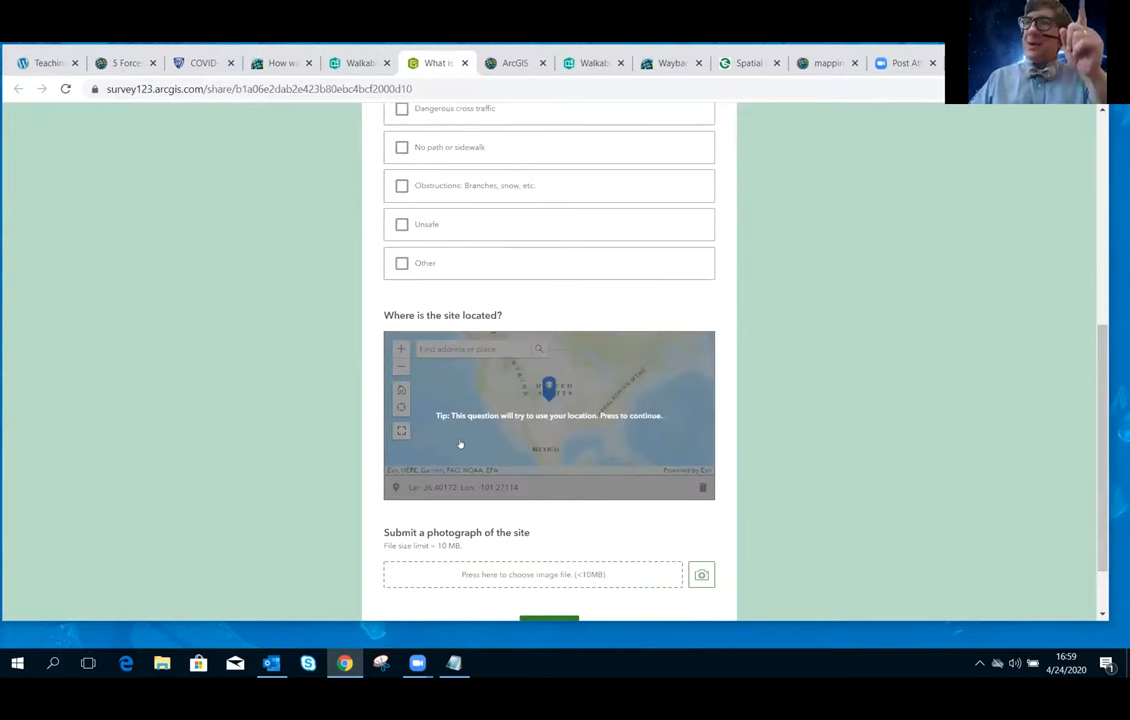 Teachin
5 Forces
COVID-
How wa
Walkab
What is
ArcGIS
Walkab
Wayba
Spatial
mappin
Post Att
survey123.arcgis.com/share/b1a06e2dab2e423b80ebc4bcf2000d10
Dangerous cross traffic
No path or sidewalk
Obstructions: Branches, snow, etc.
Unsafe
Other
Where is the site located?
Find address or place
Tip: This question will try to use your location. Press to continue.
MEXICO
Esri, HERE, Garmin, FAO, NOAA, EPA
Powered by Esri
Lat: 36.40172 Lon: -101.27114
Submit a photograph of the site
File size limit = 10 MB.
Press here to choose image file. (<10MB)
16:59
4/24/2020